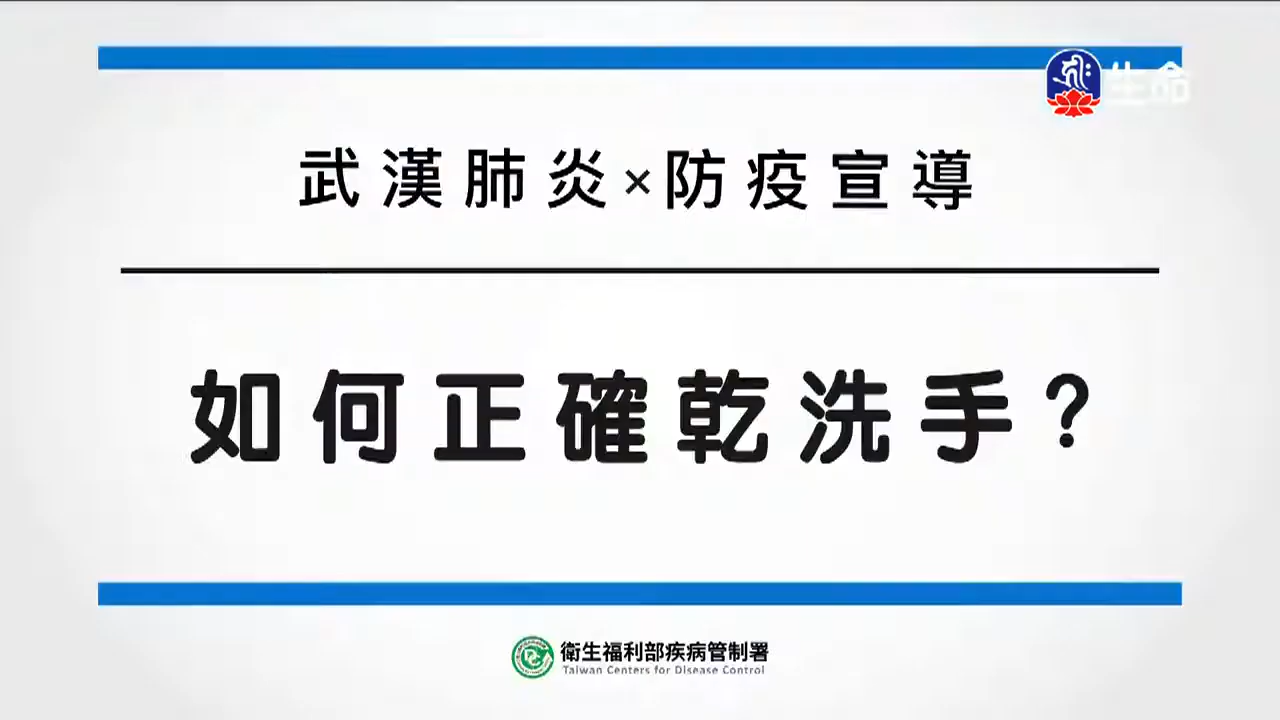 生命
武漢肺炎×防疫宣導
如何正確乾洗手?
衛生福利部疾病管制署
Taiwan Centers for Disease Control